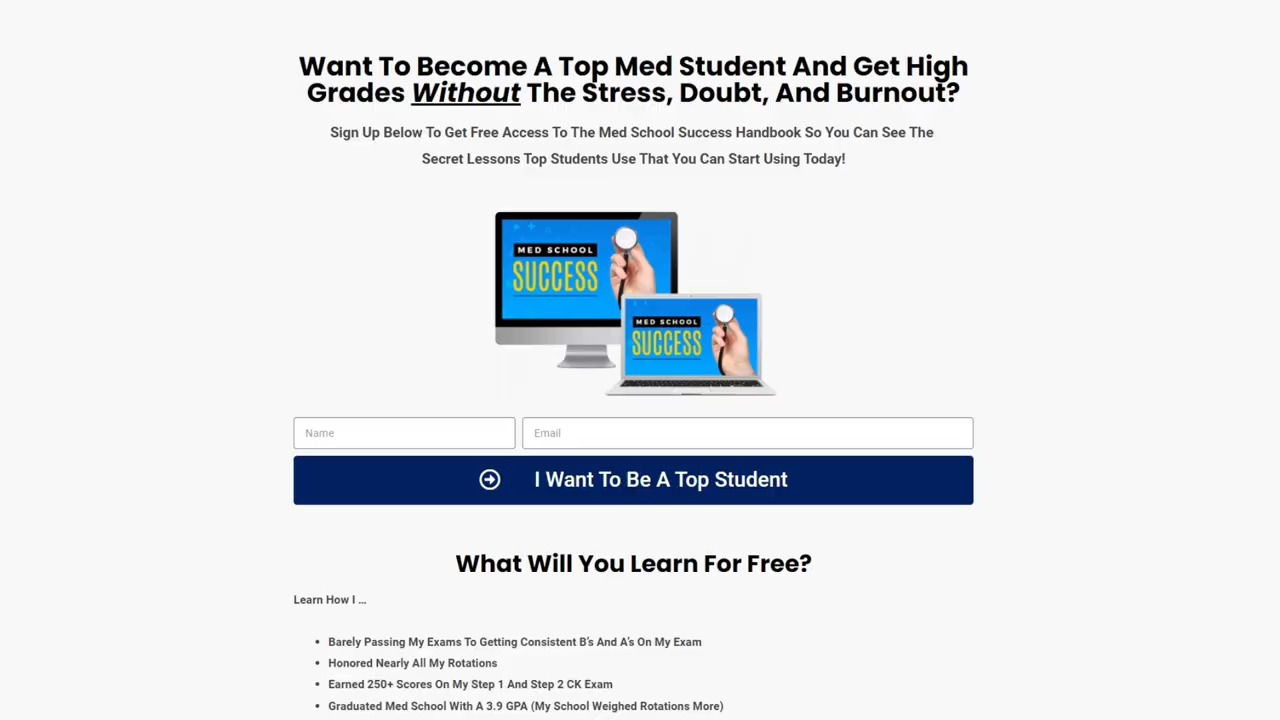 Want To Become A Top Med Student And Get High
Grades Without The Stress, Doubt, And Burnout?
Sign Up Below To Get Free Access To The Med School Success Handbook So You Can See The
Secret Lessons Top Students Use That You Can Start Using Today!
MED SCHOOL
SUCCESS
MED SCHOOL
SUCCESS
Name
Email
I Want To Be A Top Student
What Will You Learn For Free?
Learn How I ...
• Barely Passing My Exams To Getting Consistent B's And A's On My Exam
• Honored Nearly All My Rotations
• Earned 250+ Scores On My Step 1 And Step 2 CK Exam
• Graduated Med School With A 3.9 GPA (My School Weighed Rotations More)